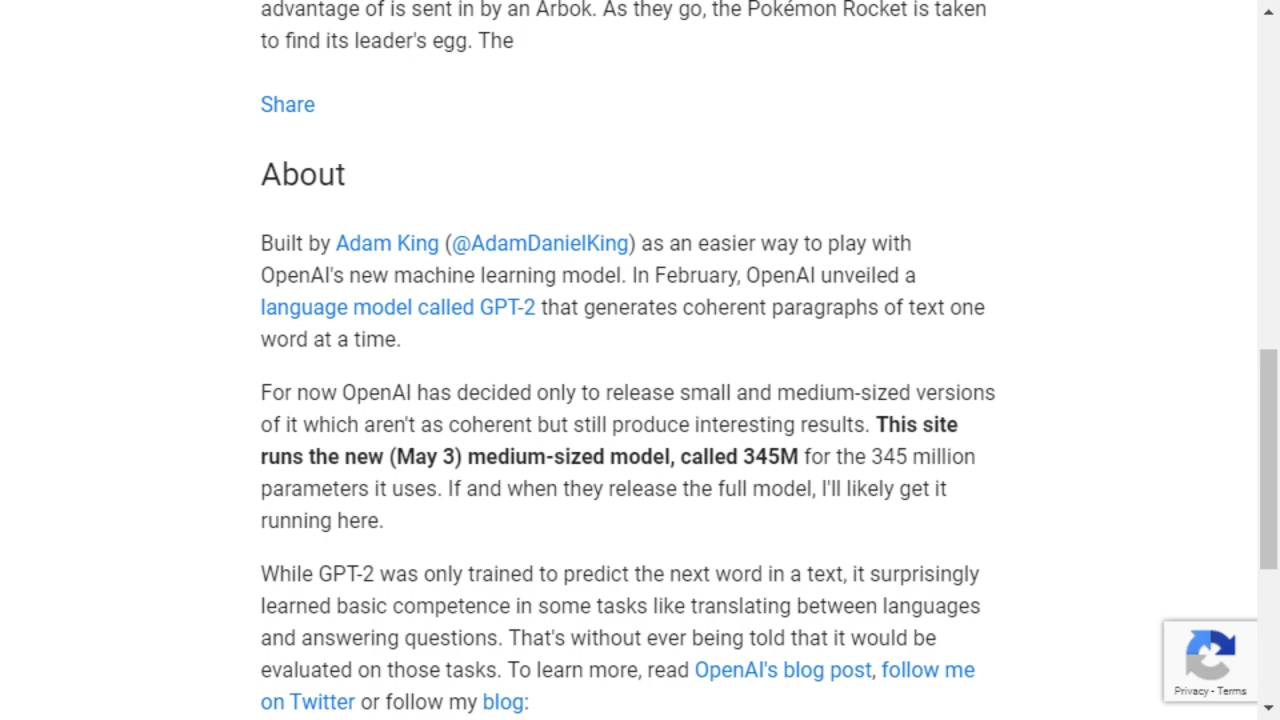 advantage of is sent in by an Arbok. As they go, the Pokémon Rocket is taken
to find its leader's egg. The
Share
About
Built by Adam King (@AdamDanielKing) as an easier way to play with
OpenAI's new machine learning model. In February, OpenAI unveiled a
language model called GPT-2 that generates coherent paragraphs of text one
word at a time.
For now OpenAI has decided only to release small and medium-sized versions
of it which aren't as coherent but still produce interesting results. This site
runs the new (May 3) medium-sized model, called 345M for the 345 million
parameters it uses. If and when they release the full model, I'll likely get it
running here.
While GPT-2 was only trained to predict the next word in a text, it surprisingly
learned basic competence in some tasks like translating between languages
and answering questions. That's without ever being told that it would be
evaluated on those tasks. To learn more, read OpenAI's blog post, follow me
on Twitter or follow my blog:
Privacy - Terms